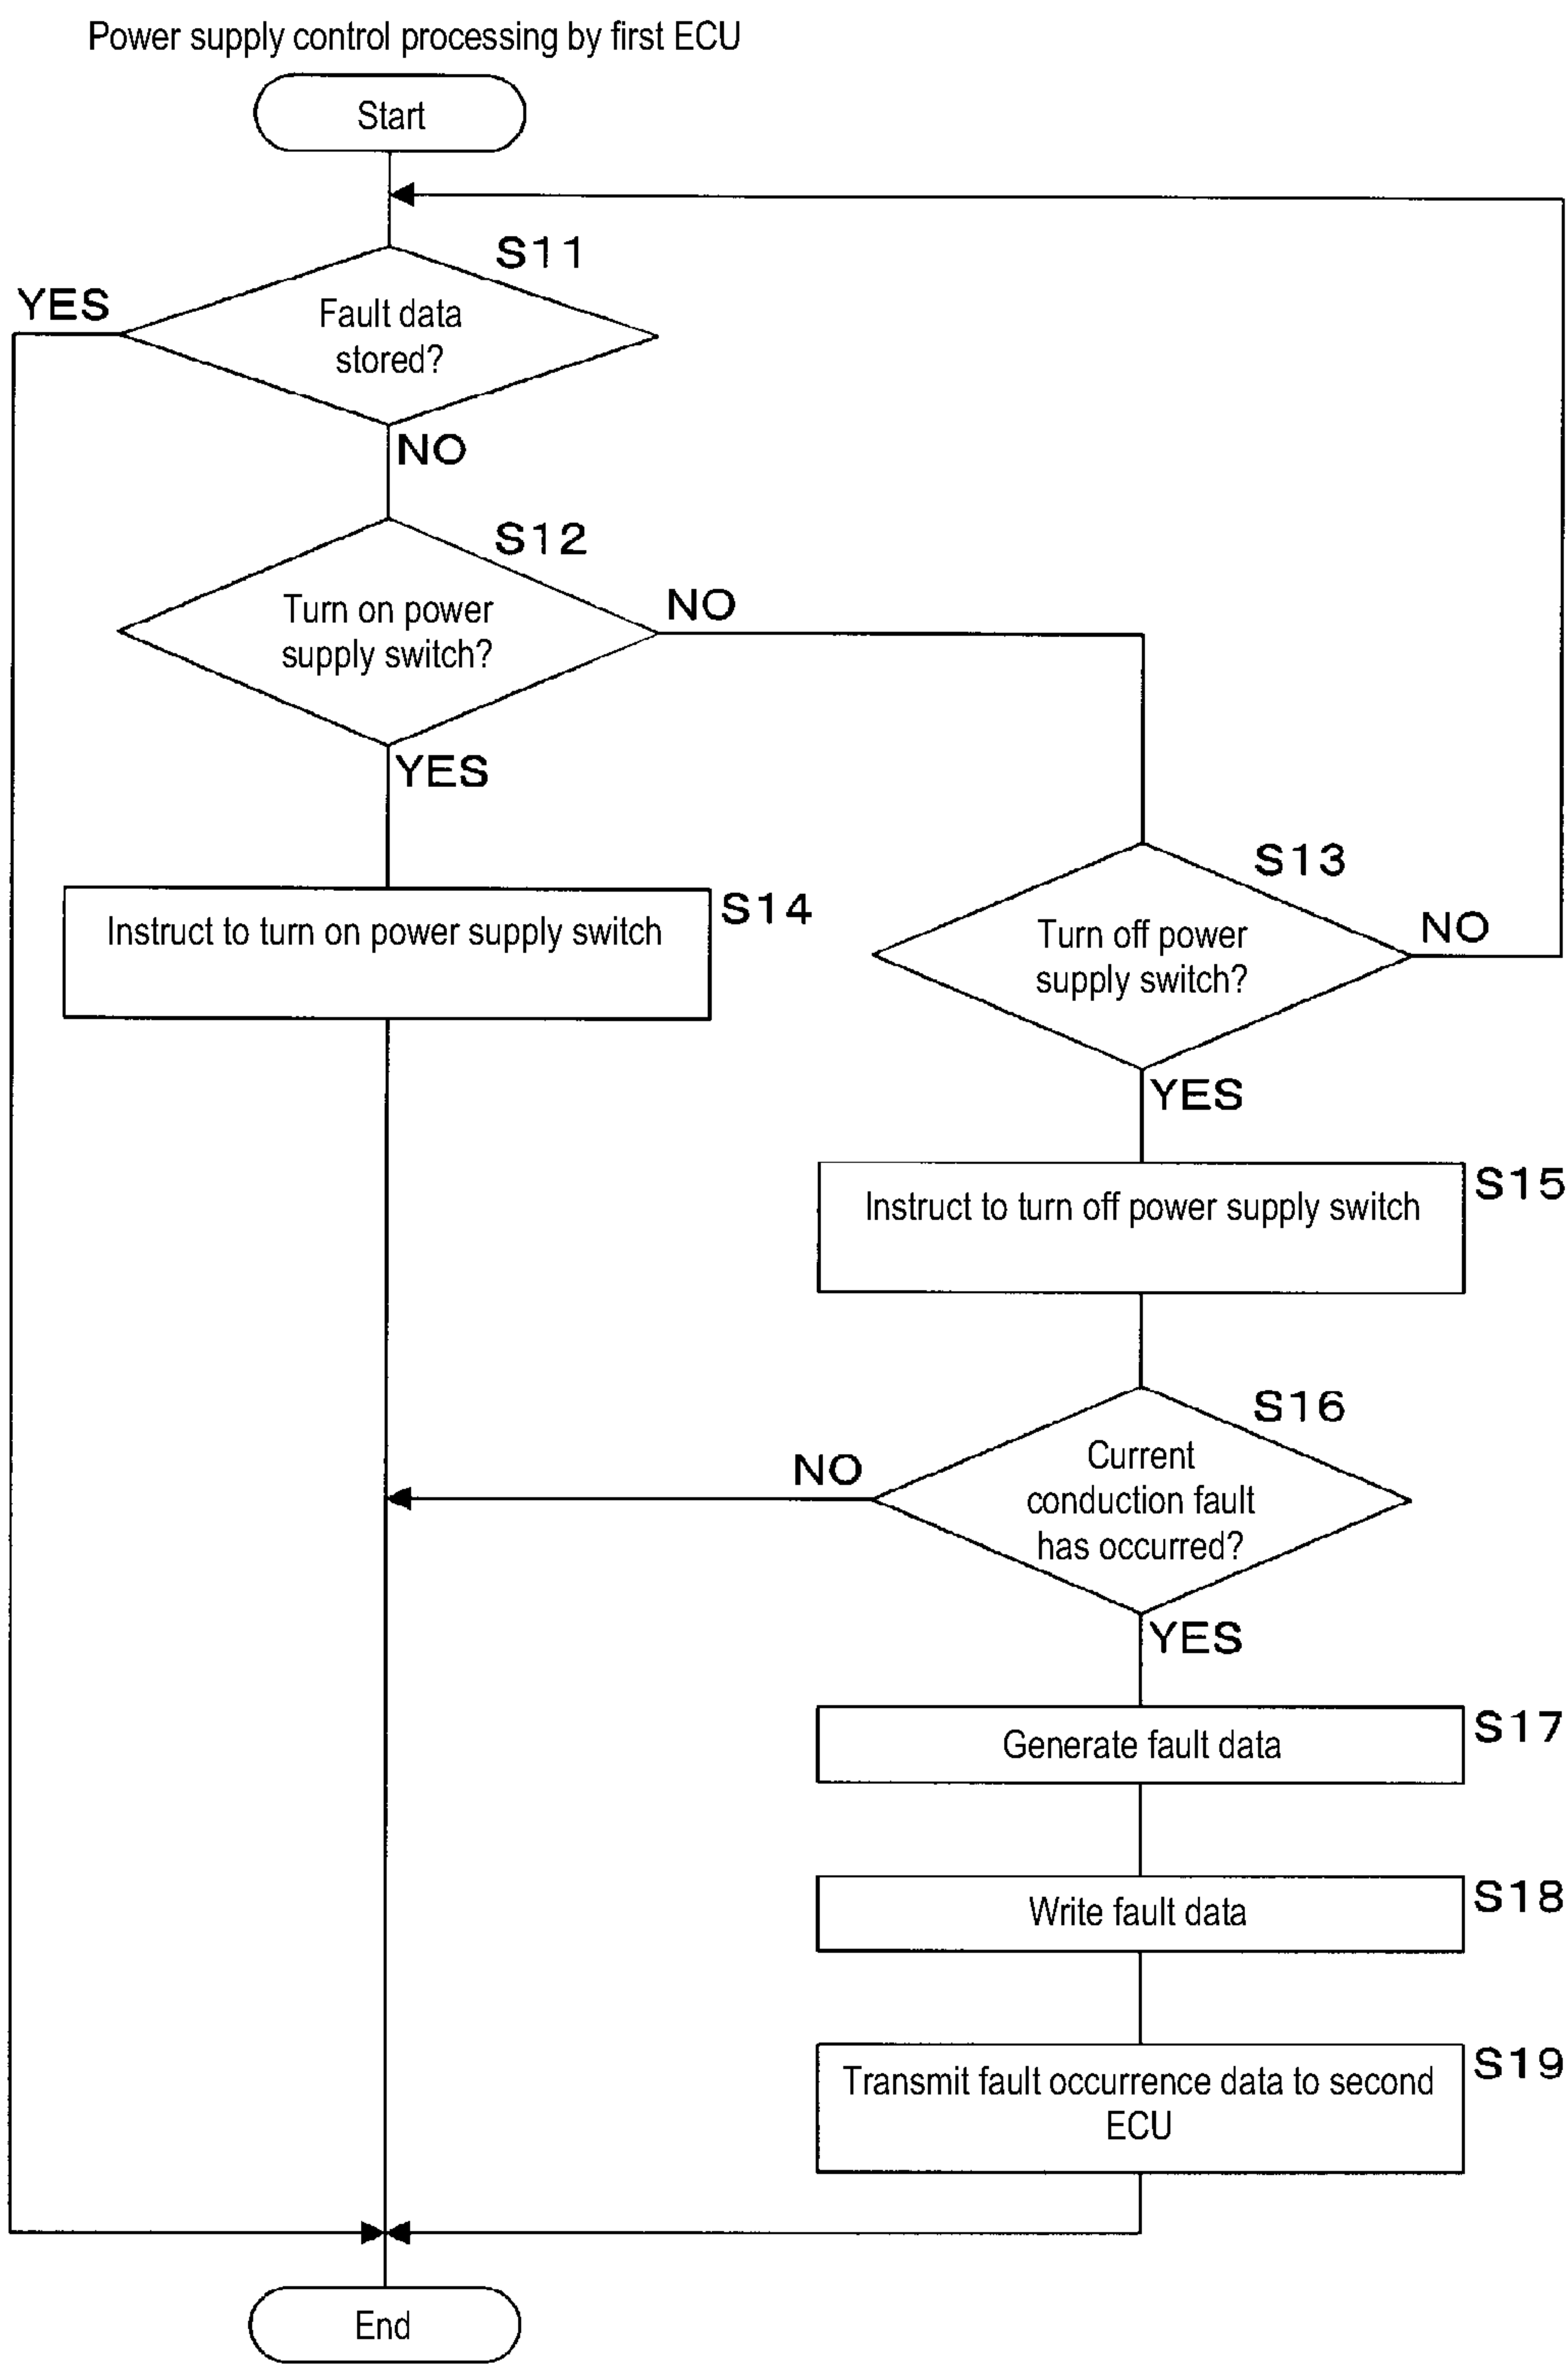 Power supply control processing by first ECU
Start
S11
YES
Fault data
stored?
NO
S12
Turn on power
supply switch?
NO
YES
S14
Instruct to turn on power supply switch
S13
Turn off power
supply switch?
NO
YES
S15
Instruct to turn off power supply switch
S16
Current
conduction fault
has occurred?
NO
YES
S17
Generate fault data
S18
Write fault data
S19
Transmit fault occurrence data to second
ECU
End